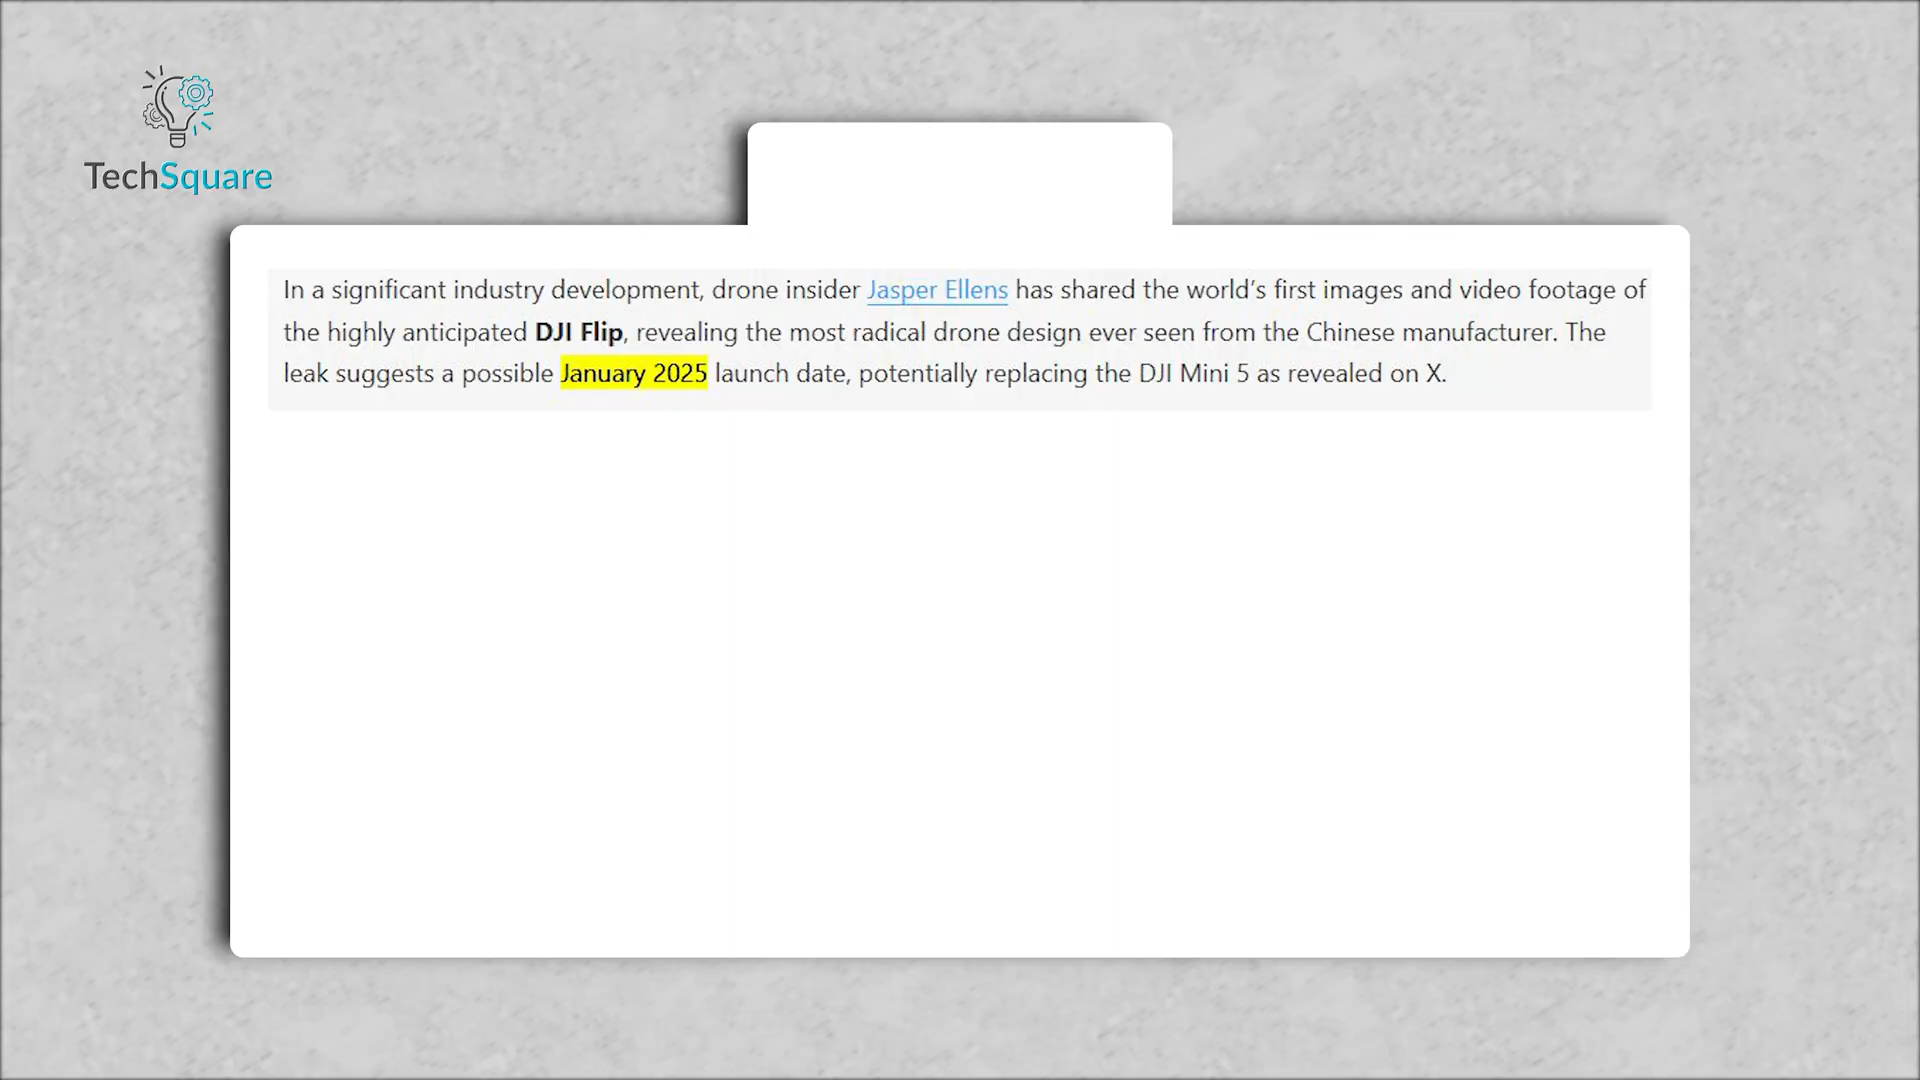 TechSquare
In a significant industry development, drone insider Jasper Ellens has shared the world’s first images and video footage of
the highly anticipated DJI Flip, revealing the most radical drone design ever seen from the Chinese manufacturer. The
leak suggests a possible January 2025 launch date, potentially replacing the DJI Mini 5 as revealed on X.